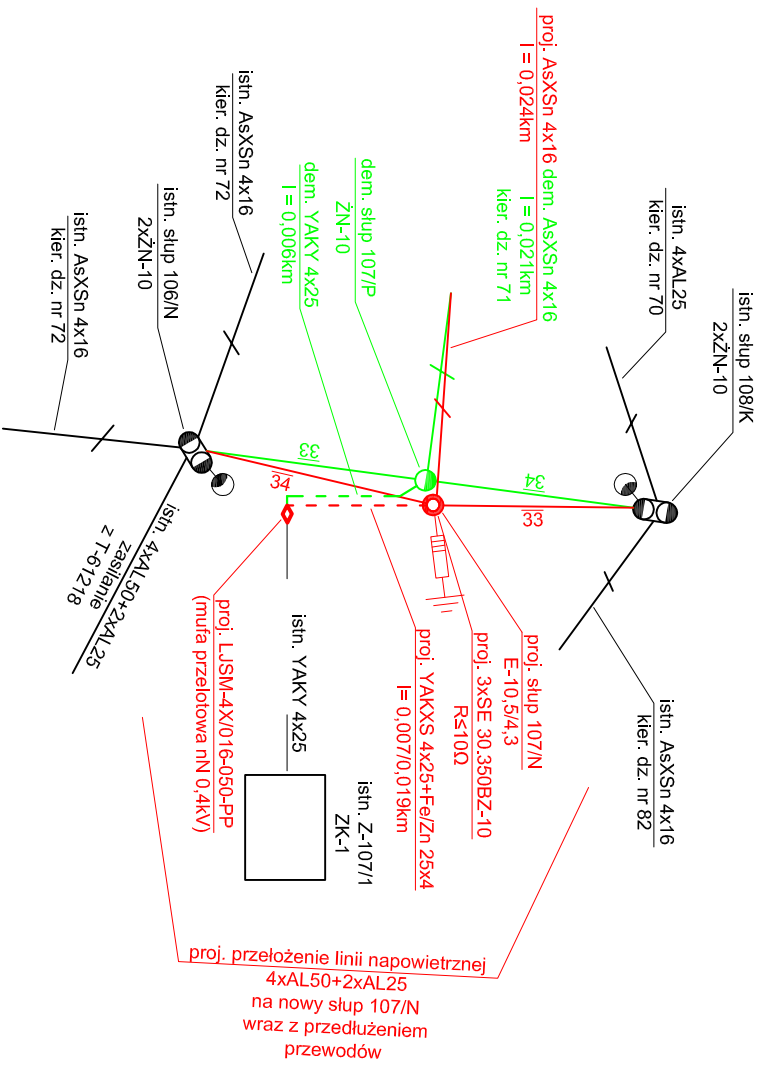 istn. słup 108/K
2xŻN-10
istn. 4xAL25
kier. dz. nr 70
proj. AsXSn 4x16 dem. AsXSn 4x16
l = 0,024km l = 0,021km
kier. dz. nr 71
dem. słup 107/P
ŻN-10
dem. YAKY 4x25
l = 0,006km
istn. AsXSn 4x16
kier. dz. nr 72
istn. słup 106/N
2xŻN-10
istn. AsXSn 4x16
kier. dz. nr 72
33
34
34
33
istn. 4xAL50+2xAL25
zasilanie
z T-61218
istn. AsXSn 4x16
kier. dz. nr 82
proj. słup 107/N
E-10,5/4,3
proj. 3xSE 30.350BZ-10
R≤10Ω
proj. YAKXS 4x25+Fe/Zn 25x4
l= 0,007/0,019km
istn. YAKY 4x25
istn. Z-107/1
ZK-1
proj. LJSM-4X/016-050-PP
(mufa przelotowa nN 0,4kV)
proj. przełożenie linii napowietrznej
4xAL50+2xAL25
na nowy słup 107/N
wraz z przedłużeniem
przewodów